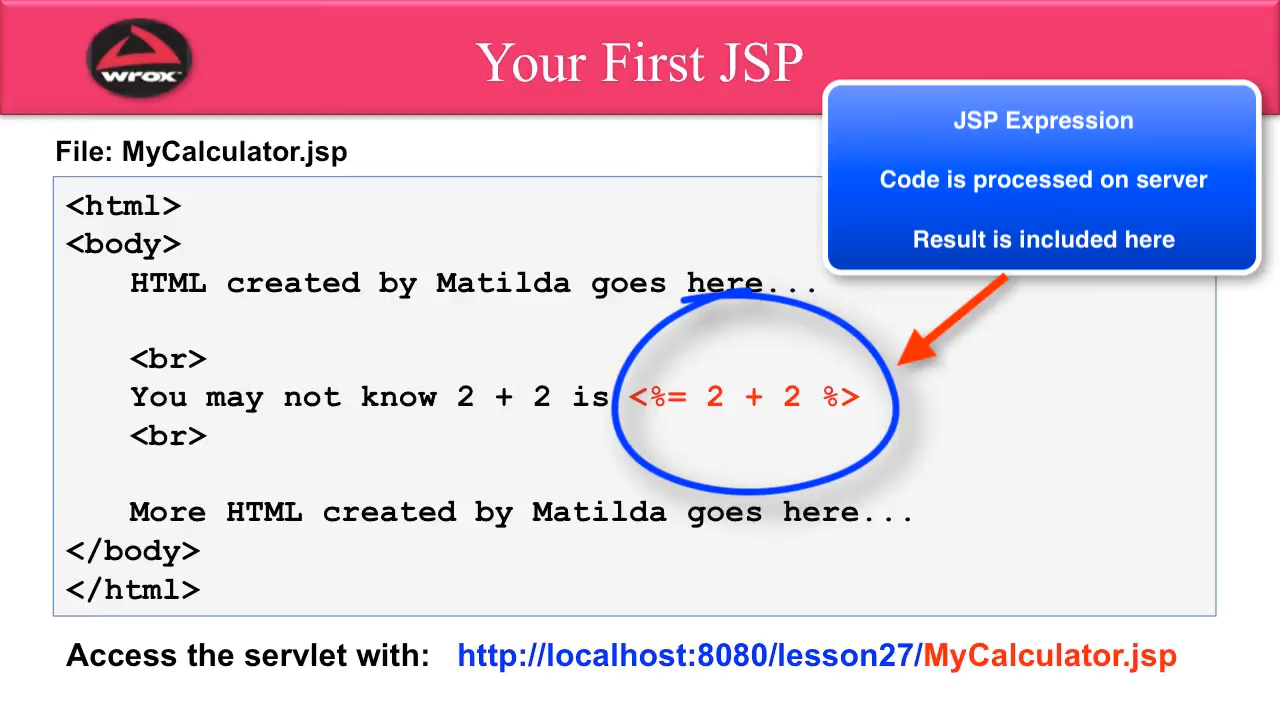 wrox™
Your First JSP
JSP Expression
Code is processed on server
Result is included here
File: MyCalculator.jsp
<html>
<body>
HTML created by Matilda goes here...
<br>
You may not know 2 + 2 is <%= 2 + 2 %>
<br>
More HTML created by Matilda goes here...
</body>
</html>
Access the servlet with: http://localhost:8080/lesson27/MyCalculator.jsp